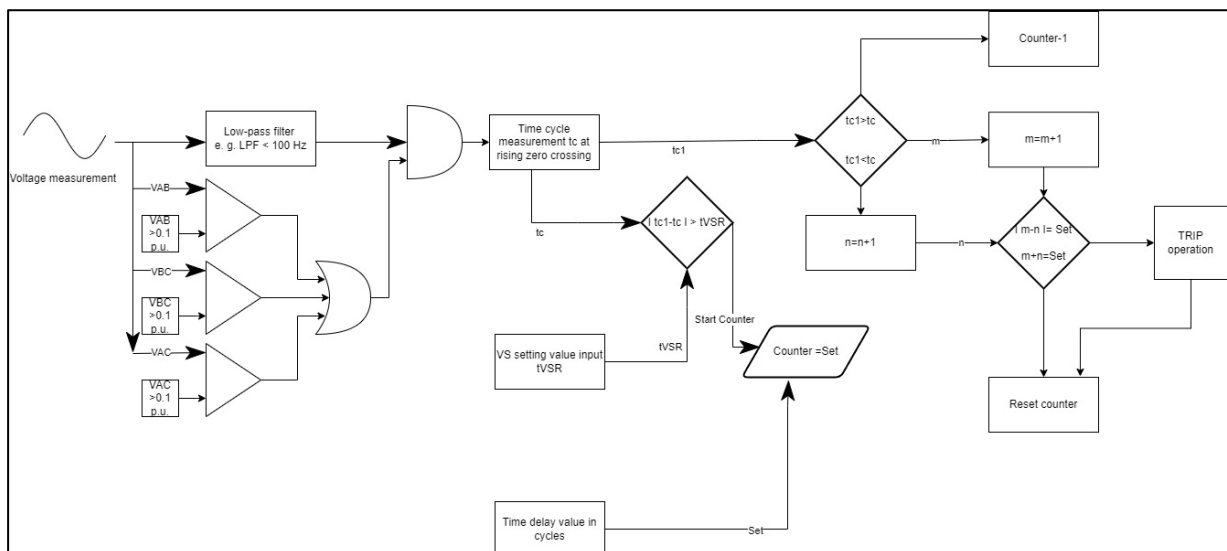 Voltage measurement
Low-pass filter
e. g. LPF < 100 Hz
VAB
VAB
>0.1
p.u.
VBC
VBC
>0.1
p.u.
VAC
VAC
>0.1
p.u.
Time cycle
measurement tc at
rising zero crossing
tc1
tc
I tc1-tc I > tVSR
VS setting value input
tVSR
tVSR
Start Counter
Counter =Set
Time delay value in
cycles
Set
tc1>tc
tc1<tc
Counter-1
m
m=m+1
n=n+1
n
I m-n I= Set
m+n=Set
TRIP
operation
Reset counter